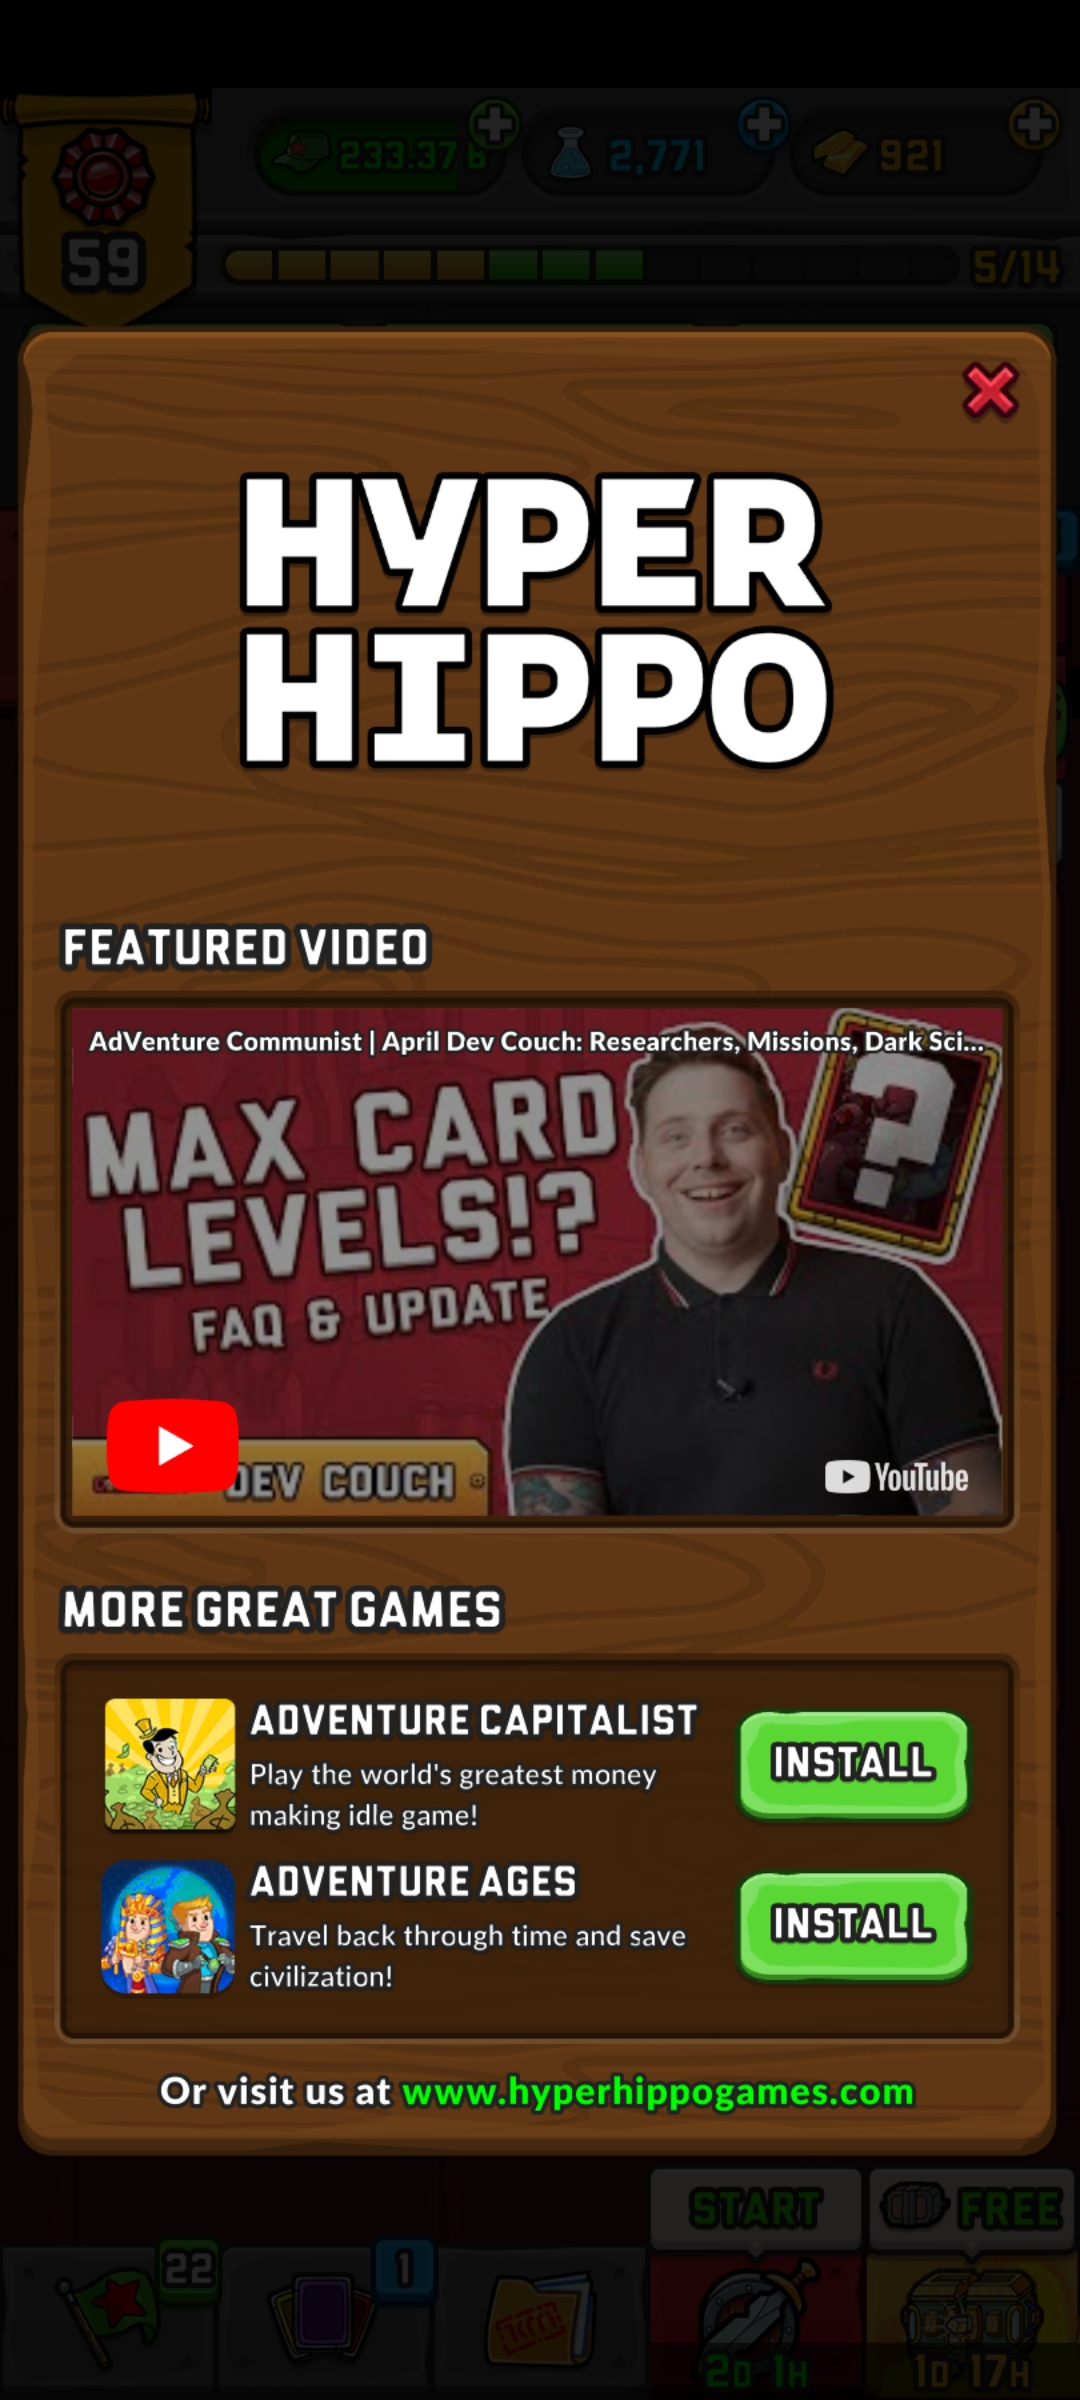 233.37 b
2,771
921
59
5/14
HYPER
HIPPO
FEATURED VIDEO
AdVenture Communist | April Dev Couch: Researchers, Missions, Dark Sci...
MAX CARD
LEVELS!?
FAQ & UPDATE
DEV COUCH
YouTube
MORE GREAT GAMES
ADVENTURE CAPITALIST
Play the world's greatest money
making idle game!
INSTALL
ADVENTURE AGES
Travel back through time and save
civilization!
INSTALL
Or visit us at www.hyperhippogames.com
START
FREE
22
1
2D 1H
1D 17H